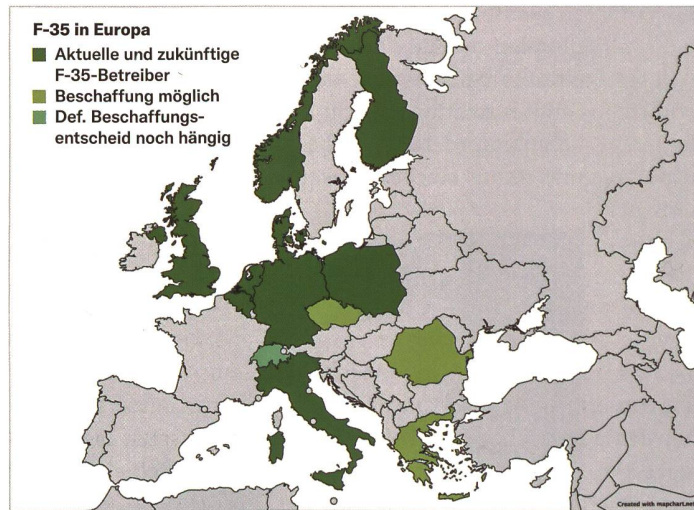 F-35 in Europa
Aktuelle und zukünftige
F-35-Betreiber
Beschaffung möglich
Def. Beschaffungs-
entscheid noch hängig
Created with mapchart.net